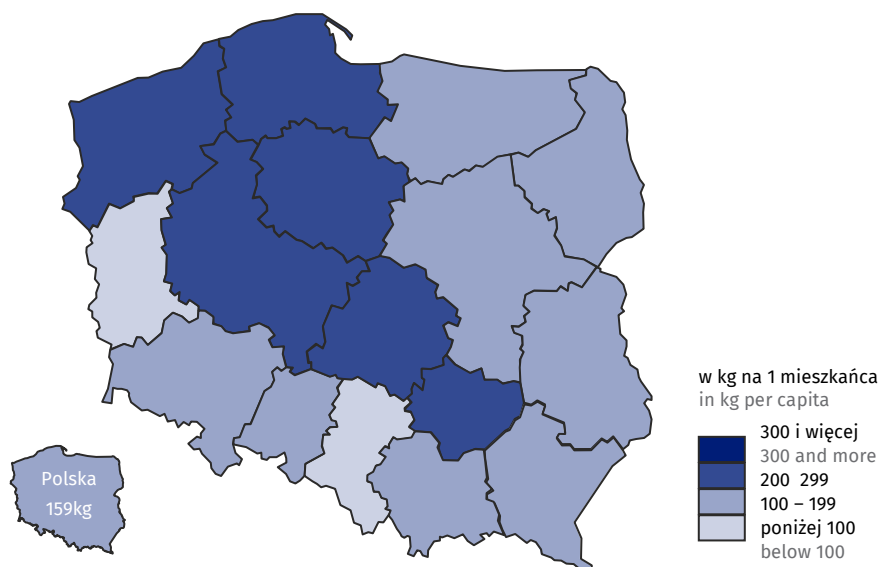 w kg na 1 mieszkańca
in kg per capita
300 i więcej
300 and more
200 299
100 – 199
poniżej 100
below 100
Polska
159kg